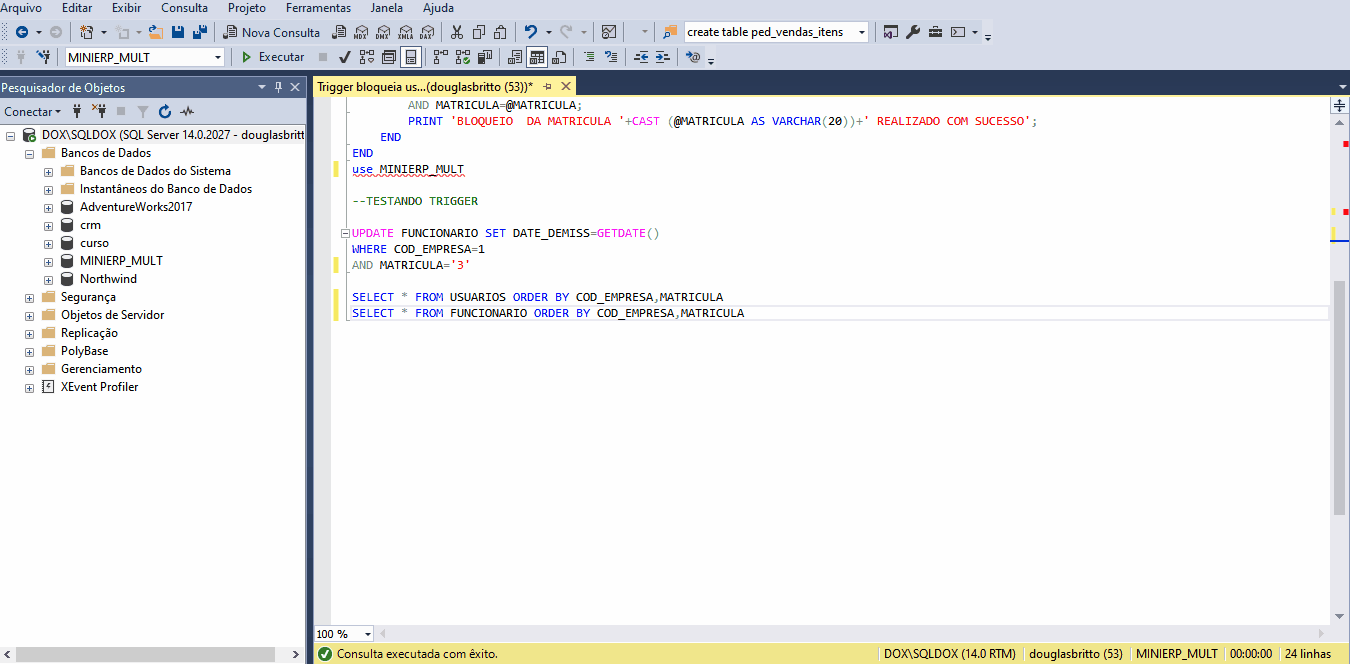 Arquivo Editar Exibir Consulta Projeto Ferramentas Janela Ajuda
Nova Consulta MDX DMX XMLA DAX create table ped_vendas_itens
MINIERP_MULT Executar
Pesquisador de Objetos
Conectar
DOX\SQLDOX (SQL Server 14.0.2027 - douglasbritt
Bancos de Dados
Bancos de Dados do Sistema
Instantâneos do Banco de Dados
AdventureWorks2017
crm
curso
MINIERP_MULT
Northwind
Segurança
Objetos de Servidor
Replicação
PolyBase
Gerenciamento
XEvent Profiler
Trigger bloqueia us...(douglasbritto (53))*
AND MATRICULA=@MATRICULA;
PRINT 'BLOQUEIO  DA MATRICULA '+CAST (@MATRICULA AS VARCHAR(20))+' REALIZADO COM SUCESSO';
END
END
use MINIERP_MULT
--TESTANDO TRIGGER
UPDATE FUNCIONARIO SET DATE_DEMISS=GETDATE()
WHERE COD_EMPRESA=1
AND MATRICULA='3'
SELECT * FROM USUARIOS ORDER BY COD_EMPRESA,MATRICULA
SELECT * FROM FUNCIONARIO ORDER BY COD_EMPRESA,MATRICULA
100 %
Consulta executada com êxito. DOX\SQLDOX (14.0 RTM) douglasbritto (53) MINIERP_MULT 00:00:00 24 linhas